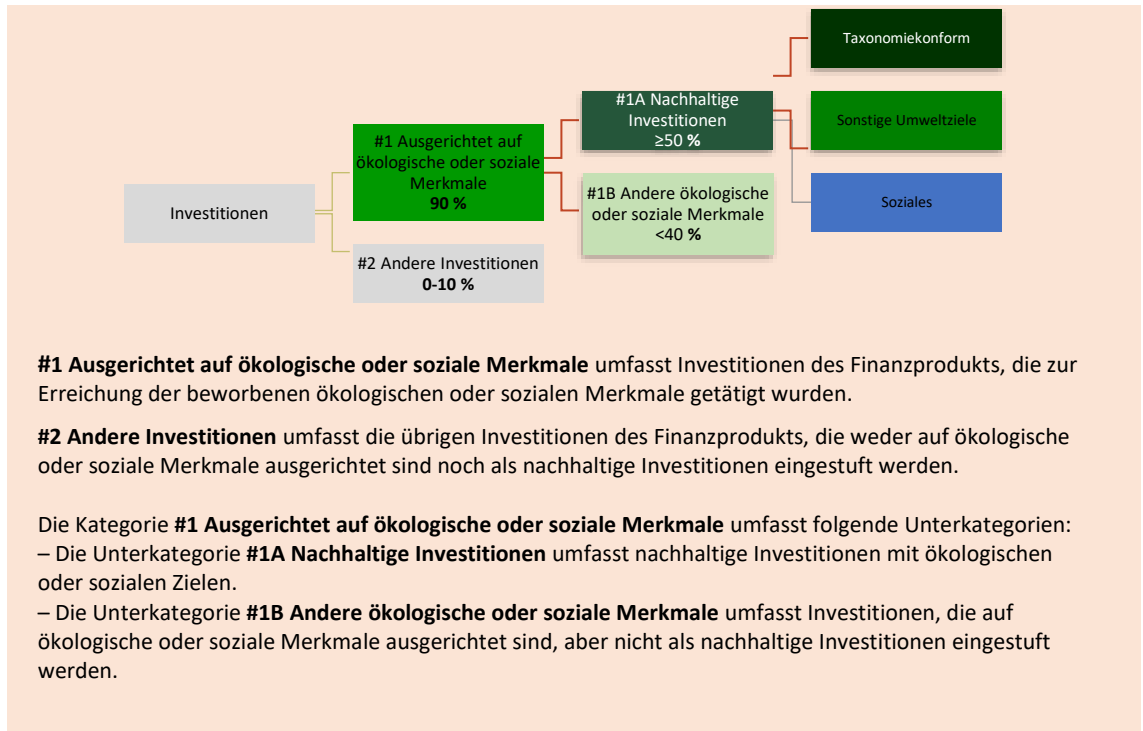 Taxonomiekonform
#1A Nachhaltige
Investitionen
≥50 %
Sonstige Umweltziele
#1 Ausgerichtet auf
ökologische oder soziale
Merkmale
90 %
#1B Andere ökologische
oder soziale Merkmale
<40 %
Soziales
Investitionen
#2 Andere Investitionen
0-10 %
#1 Ausgerichtet auf ökologische oder soziale Merkmale umfasst Investitionen des Finanzprodukts, die zur
Erreichung der beworbenen ökologischen oder sozialen Merkmale getätigt wurden.
#2 Andere Investitionen umfasst die übrigen Investitionen des Finanzprodukts, die weder auf ökologische
oder soziale Merkmale ausgerichtet sind noch als nachhaltige Investitionen eingestuft werden.
Die Kategorie #1 Ausgerichtet auf ökologische oder soziale Merkmale umfasst folgende Unterkategorien:
– Die Unterkategorie #1A Nachhaltige Investitionen umfasst nachhaltige Investitionen mit ökologischen
oder sozialen Zielen.
– Die Unterkategorie #1B Andere ökologische oder soziale Merkmale umfasst Investitionen, die auf
ökologische oder soziale Merkmale ausgerichtet sind, aber nicht als nachhaltige Investitionen eingestuft
werden.